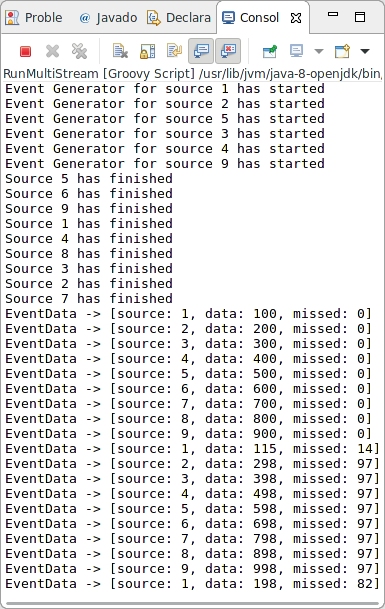 Proble
@ Javado
Declara
Consol
RunMultiStream [Groovy Script] /usr/lib/jvm/java-8-openjdk/bin/
Event Generator for source 1 has started
Event Generator for source 2 has started
Event Generator for source 5 has started
Event Generator for source 3 has started
Event Generator for source 4 has started
Event Generator for source 9 has started
Source 5 has finished
Source 6 has finished
Source 9 has finished
Source 1 has finished
Source 4 has finished
Source 8 has finished
Source 3 has finished
Source 2 has finished
Source 7 has finished
EventData -> [source: 1, data: 100, missed: 0]
EventData -> [source: 2, data: 200, missed: 0]
EventData -> [source: 3, data: 300, missed: 0]
EventData -> [source: 4, data: 400, missed: 0]
EventData -> [source: 5, data: 500, missed: 0]
EventData -> [source: 6, data: 600, missed: 0]
EventData -> [source: 7, data: 700, missed: 0]
EventData -> [source: 8, data: 800, missed: 0]
EventData -> [source: 9, data: 900, missed: 0]
EventData -> [source: 1, data: 115, missed: 14]
EventData -> [source: 2, data: 298, missed: 97]
EventData -> [source: 3, data: 398, missed: 97]
EventData -> [source: 4, data: 498, missed: 97]
EventData -> [source: 5, data: 598, missed: 97]
EventData -> [source: 6, data: 698, missed: 97]
EventData -> [source: 7, data: 798, missed: 97]
EventData -> [source: 8, data: 898, missed: 97]
EventData -> [source: 9, data: 998, missed: 97]
EventData -> [source: 1, data: 198, missed: 82]